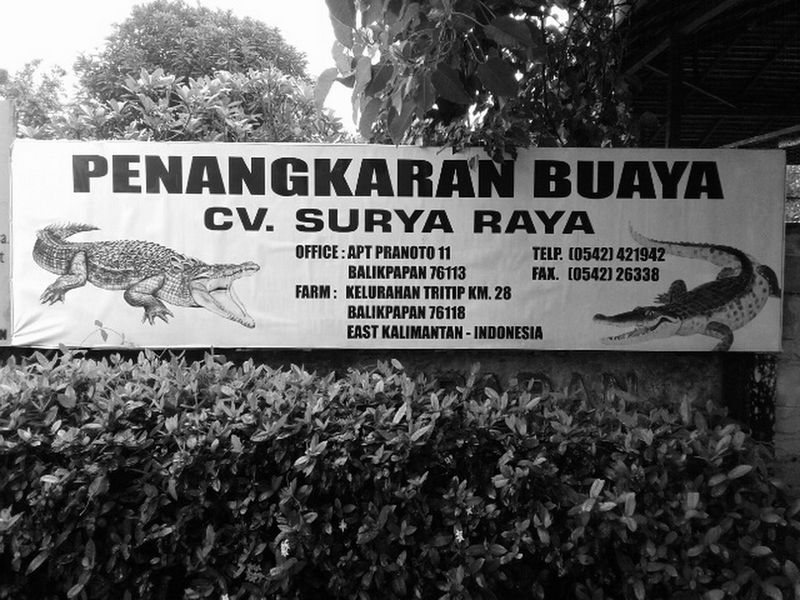 PENANGKARAN BUAYA
CV. SURYA RAYA
OFFICE : APT PRANOTO 11
BALIKPAPAN 76113
FARM : KELURAHAN TRITIP KM. 28
BALIKPAPAN 76118
EAST KALIMANTAN - INDONESIA
TELP. (0542) 421942
FAX. (0542) 26338